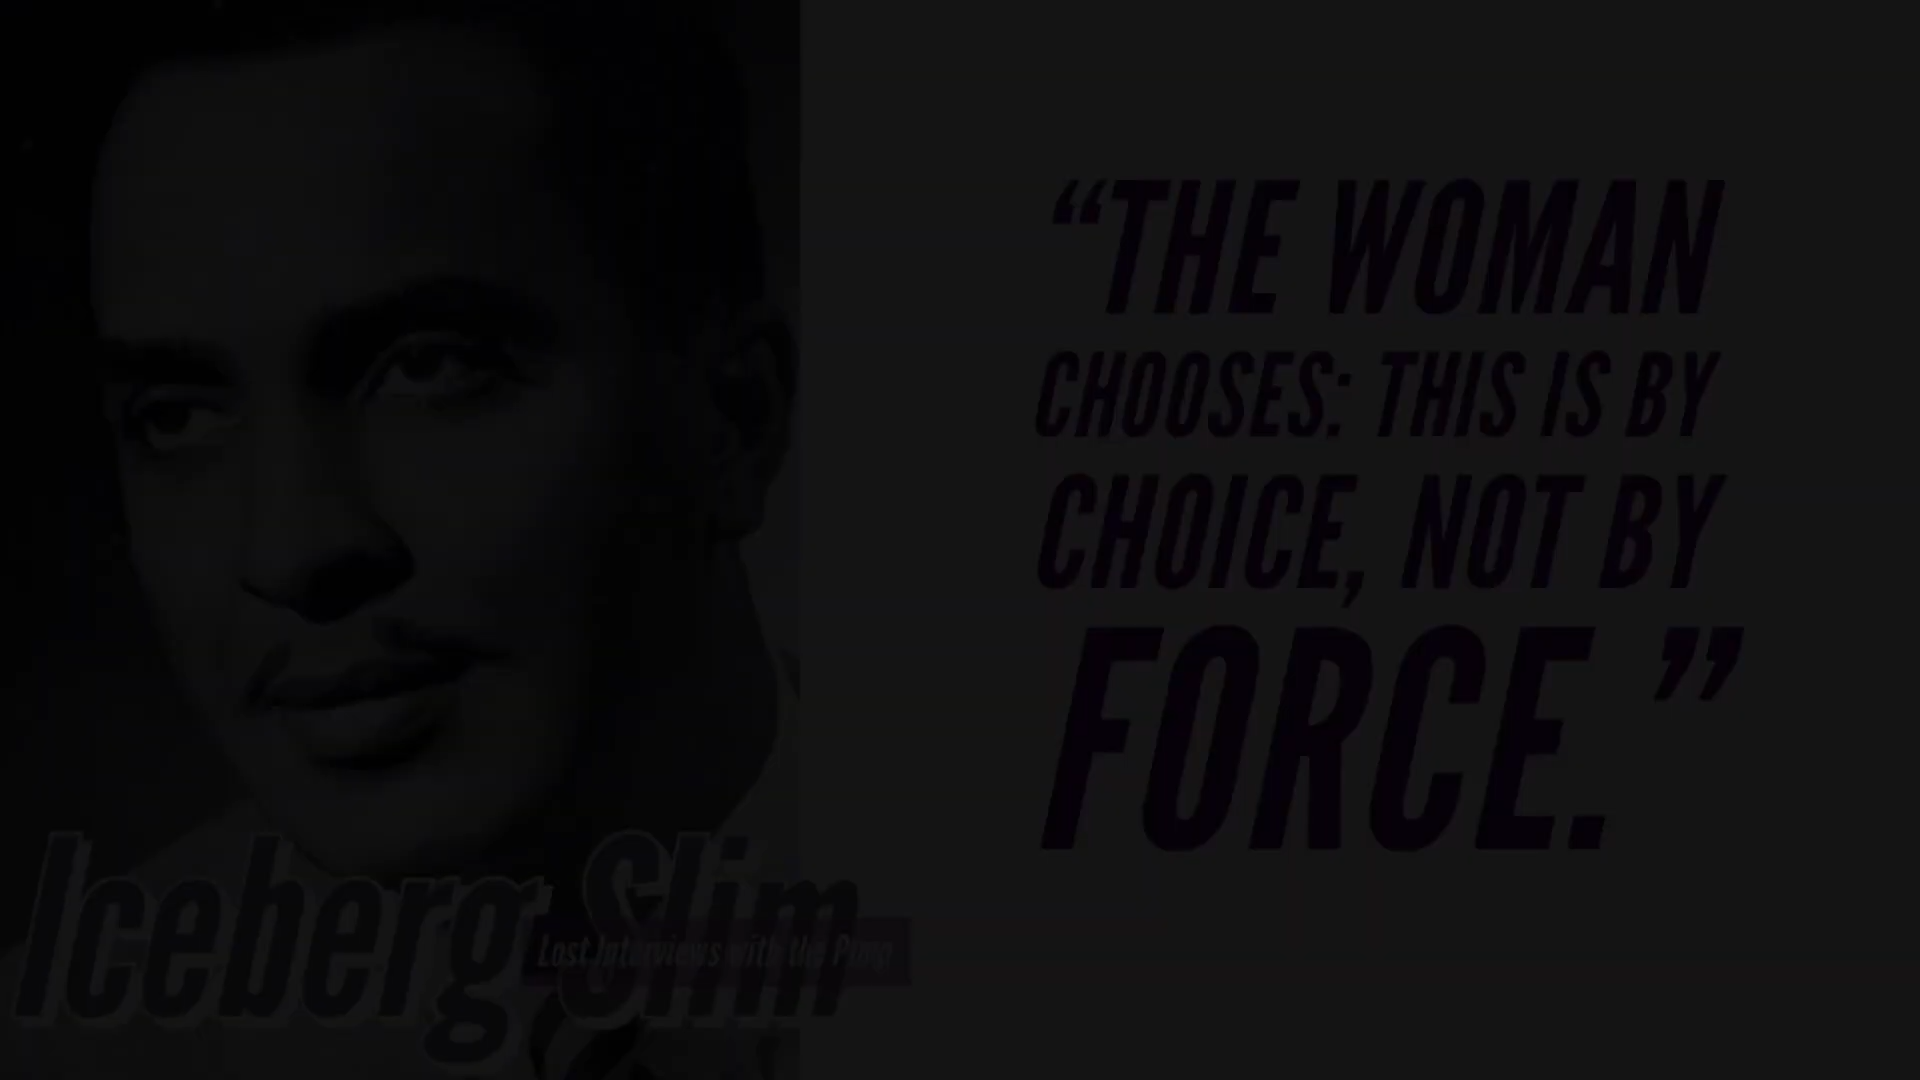 “THE WOMAN
CHOOSES: THIS IS BY
CHOICE, NOT BY
FORCE.”
Iceberg Slim
Lost Interviews with the Pimp